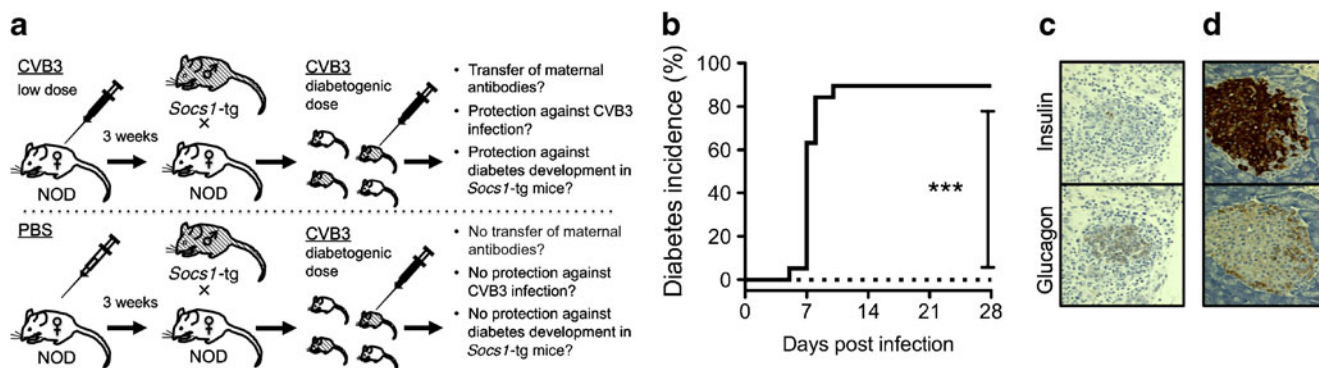 a
CVB3
low dose
Socs1-tg
×
3 weeks
NOD
NOD
CVB3
diabetogenic
dose
• Transfer of maternal
antibodies?
• Protection against CVB3
infection?
• Protection against
diabetes development in
Socs1-tg mice?
PBS
Socs1-tg
×
3 weeks
NOD
NOD
CVB3
diabetogenic
dose
• No transfer of maternal
antibodies?
• No protection against
CVB3 infection?
• No protection against
diabetes development in
Socs1-tg mice?
b
Diabetes incidence (%)
100
80
60
40
20
0
***
0 7 14 21 28
Days post infection
c
d
Insulin
Glucagon